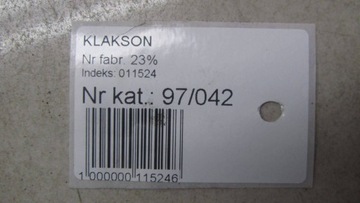 KLAKSON
Nr fabr. 23%
Indeks: 011524
Nr kat.: 97/042
1 000000 115246